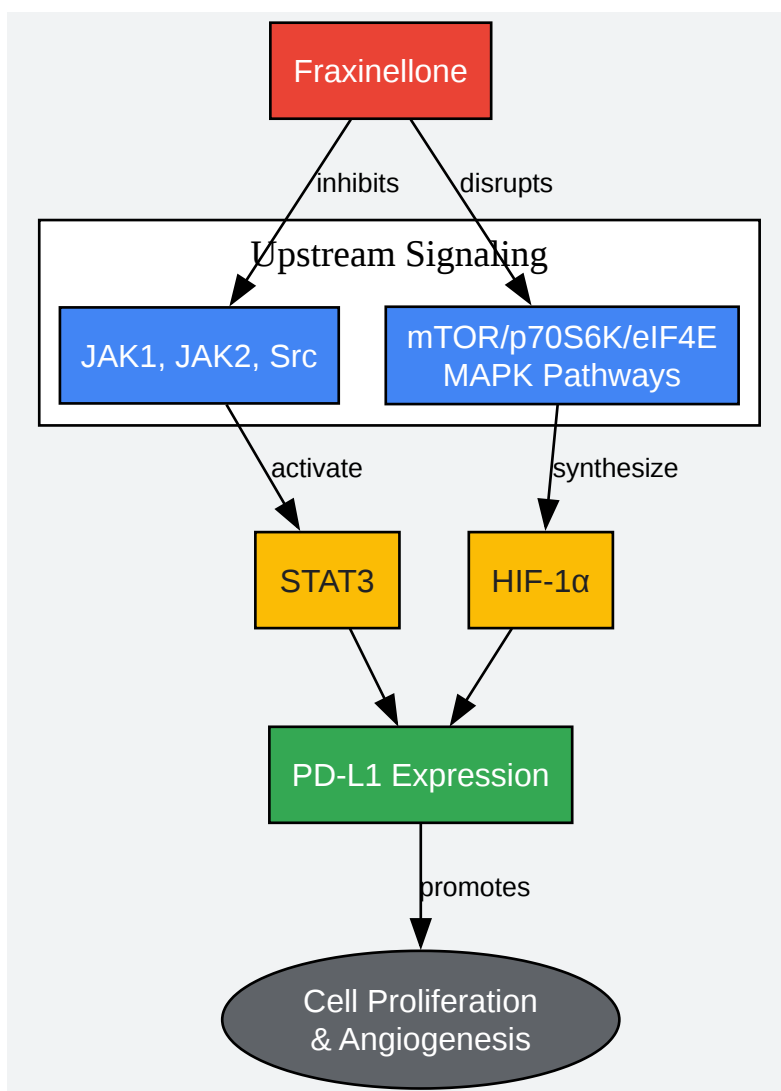 Fraxinellone
inhibits
disrupts
Upstream Signaling
JAK1, JAK2, Src
mTOR/p70S6K/eIF4E
MAPK Pathways
activate
synthesize
STAT3
HIF-1α
PD-L1 Expression
promotes
Cell Proliferation
& Angiogenesis